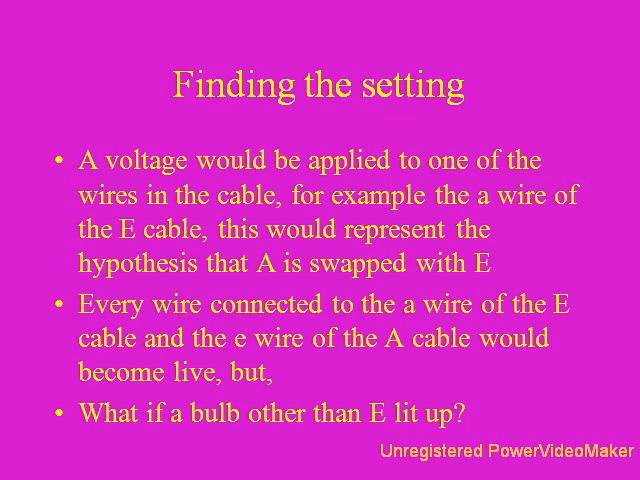 Finding the setting
• A voltage would be applied to one of the
wires in the cable, for example the a wire of
the E cable, this would represent the
hypothesis that A is swapped with E
• Every wire connected to the a wire of the E
cable and the e wire of the A cable would
become live, but,
• What if a bulb other than E lit up?
Unregistered PowerVideoMaker